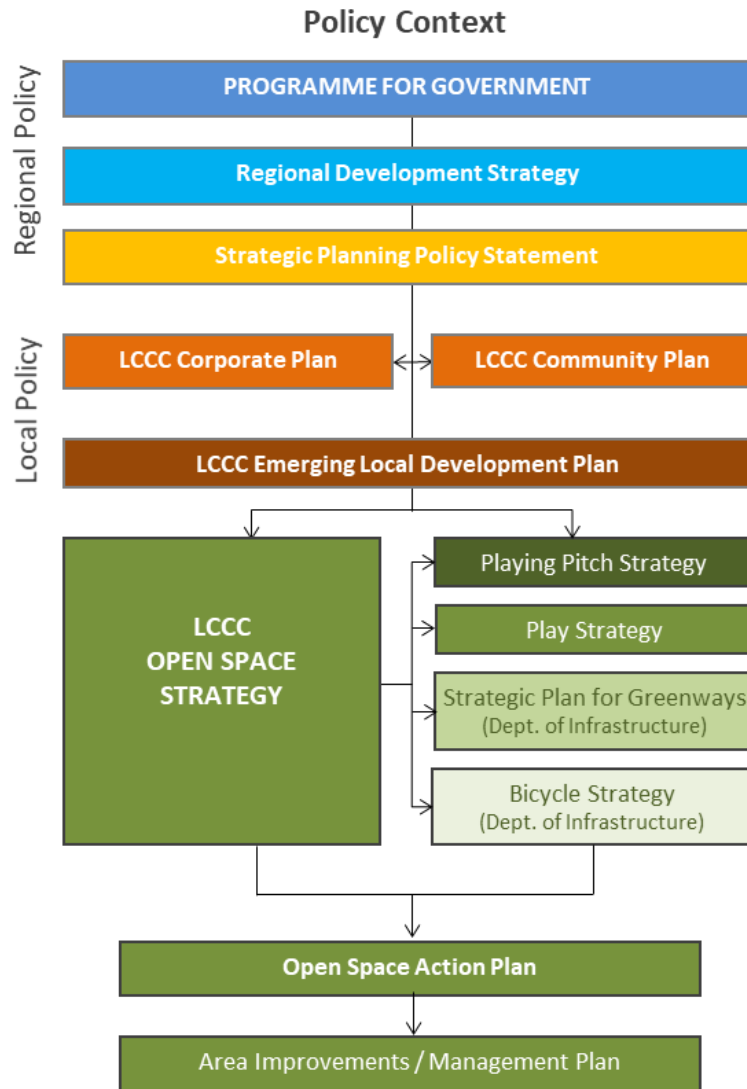 Policy Context
Regional Policy
PROGRAMME FOR GOVERNMENT
Regional Development Strategy
Strategic Planning Policy Statement
Local Policy
LCCC Corporate Plan
LCCC Community Plan
LCCC Emerging Local Development Plan
LCCC
OPEN SPACE
STRATEGY
Playing Pitch Strategy
Play Strategy
Strategic Plan for Greenways
(Dept. of Infrastructure)
Bicycle Strategy
(Dept. of Infrastructure)
Open Space Action Plan
Area Improvements / Management Plan